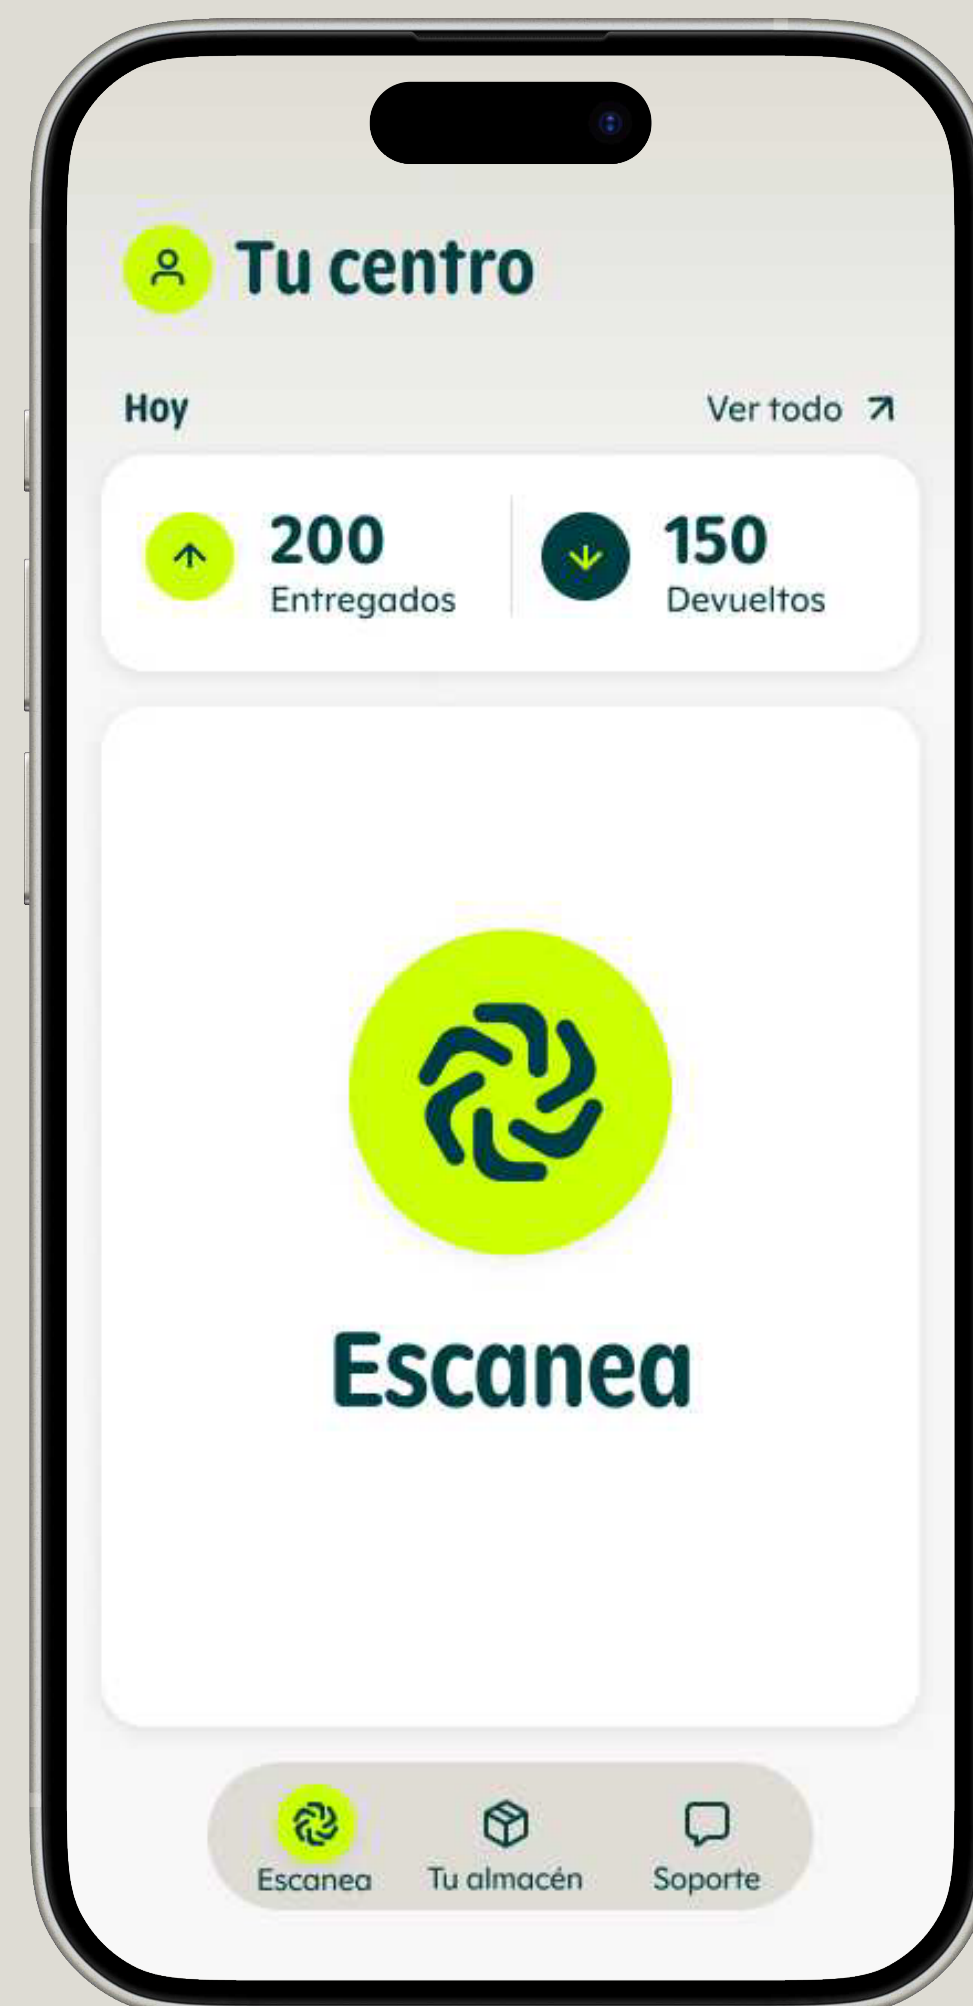 Tu centro
Hoy
Ver todo
200
Entregados
150
Devueltos
Escanea
Escanea
Tu almacén
Soporte